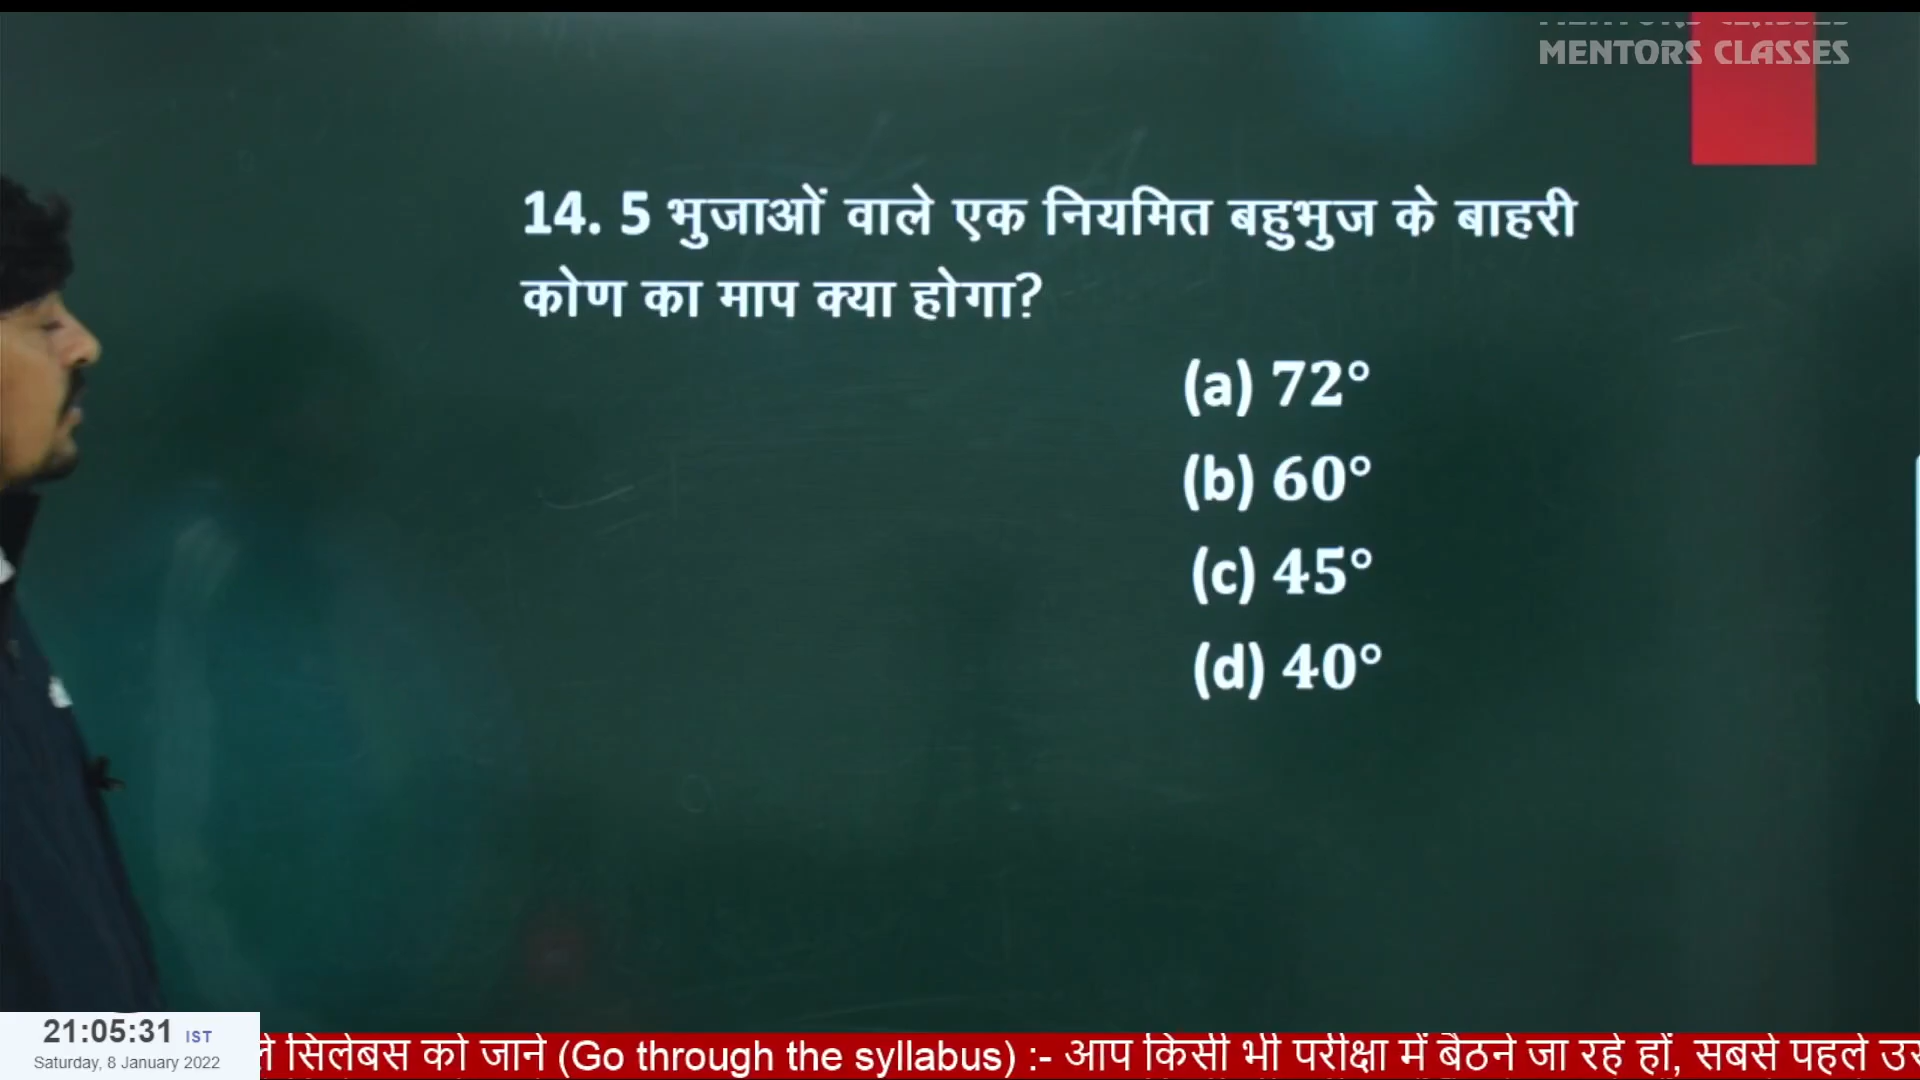 MENTORS CLASSES
14. 5 भुजाओं वाले एक नियमित बहुभुज के बाहरी
कोण का माप क्या होगा?
(a) 72°
(b) 60°
(c) 45°
(d) 40°
21:05:31 IST
Saturday, 8 January 2022
सिलेबस को जाने (Go through the syllabus) :- आप किसी भी परीक्षा में बैठने जा रहे हों, सबसे पहले